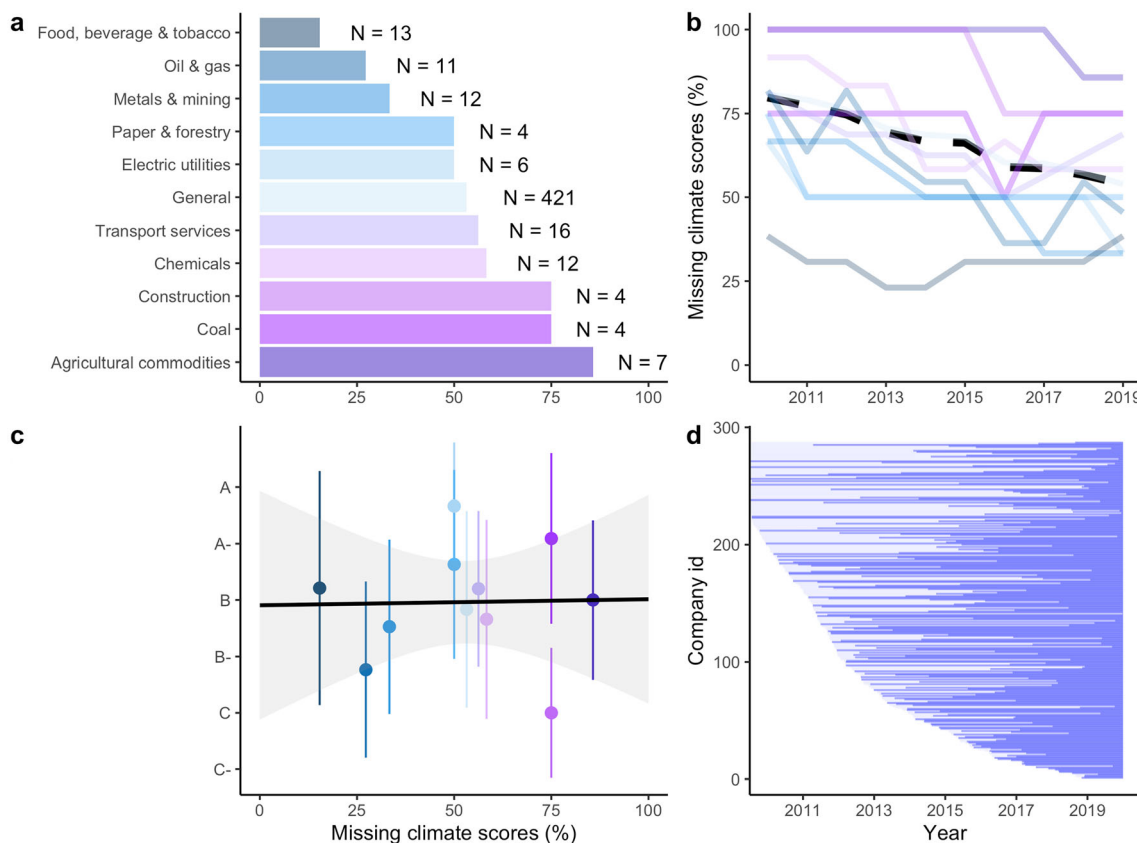 a
Food, beverage & tobacco
N = 13
Oil & gas
N = 11
Metals & mining
N = 12
Paper & forestry
N = 4
Electric utilities
N = 6
General
N = 421
Transport services
N = 16
Chemicals
N = 12
Construction
N = 4
Coal
N = 4
Agricultural commodities
N = 7
0 25 50 75 100
b
Missing climate scores (%)
100
75
50
25
0
2011 2013 2015 2017 2019
c
A
A-
B
B-
C
C-
0 25 50 75 100
Missing climate scores (%)
d
Company id
300
200
100
0
2011 2013 2015 2017 2019
Year